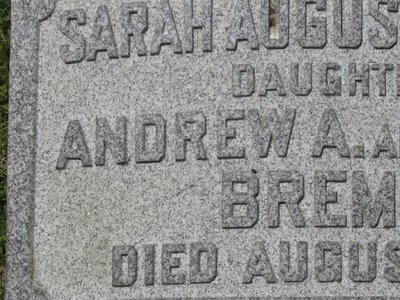 SARAH AUGUS
DAUGHT
ANDREW A. A
BREM
DIED AUGUS